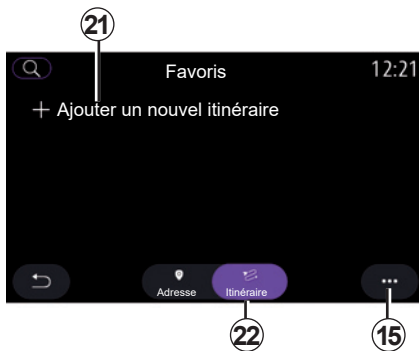 21
Favoris
12:21
+ Ajouter un nouvel itinéraire
Adresse
Itinéraire
22
15